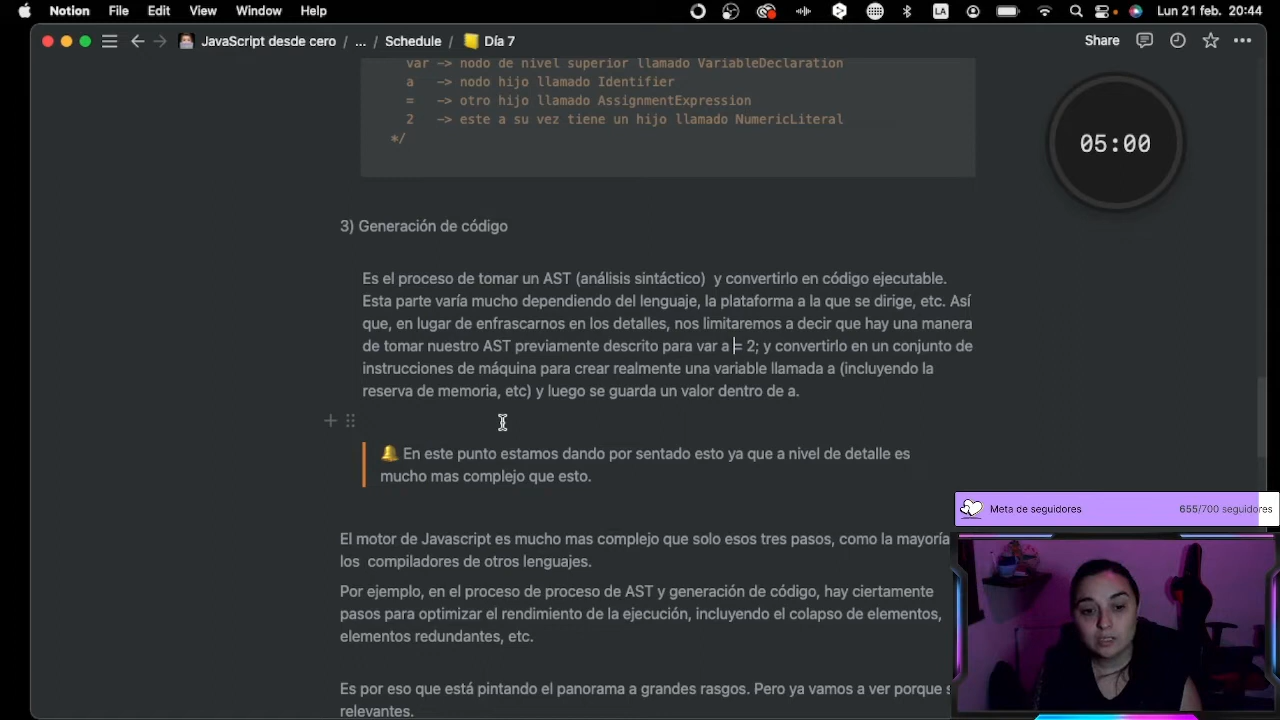 Notion File Edit View Window Help LA Lun 21 feb. 20:44
JavaScript desde cero / ... / Schedule / Día 7 Share
var -> nodo de nivel superior llamado VariableDeclaration
a -> nodo hijo llamado Identifier
= -> otro hijo llamado AssignmentExpression
2 -> este a su vez tiene un hijo llamado NumericLiteral
*/
05:00
3) Generación de código
Es el proceso de tomar un AST (análisis sintáctico) y convertirlo en código ejecutable.
Esta parte varía mucho dependiendo del lenguaje, la plataforma a la que se dirige, etc. Así
que, en lugar de enfrascarnos en los detalles, nos limitaremos a decir que hay una manera
de tomar nuestro AST previamente descrito para var a = 2; y convertirlo en un conjunto de
instrucciones de máquina para crear realmente una variable llamada a (incluyendo la
reserva de memoria, etc) y luego se guarda un valor dentro de a.
🔔 En este punto estamos dando por sentado esto ya que a nivel de detalle es
mucho mas complejo que esto.
Meta de seguidores 655/700 seguidores
El motor de Javascript es mucho mas complejo que solo esos tres pasos, como la mayoría
los compiladores de otros lenguajes.
Por ejemplo, en el proceso de proceso de AST y generación de código, hay ciertamente
pasos para optimizar el rendimiento de la ejecución, incluyendo el colapso de elementos,
elementos redundantes, etc.
Es por eso que está pintando el panorama a grandes rasgos. Pero ya vamos a ver porque
relevantes.